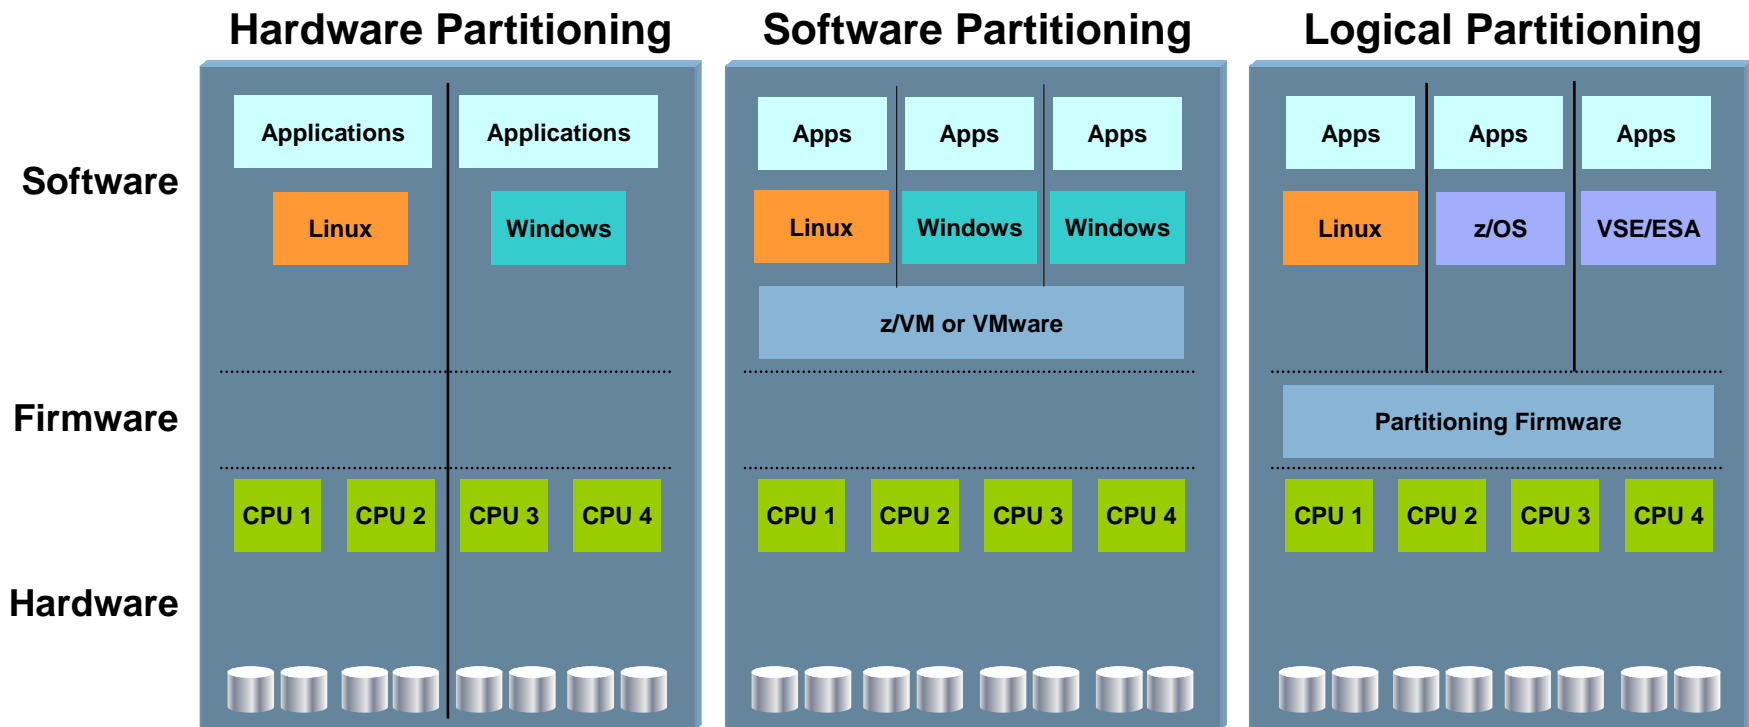 Hardware Partitioning Software Partitioning Logical Partitioning
Applications Applications Apps Apps Apps Apps Apps Apps
Software
Linux Windows Linux Windows Windows Linux z/OS VSE/ESA
z/VM or VMware
Firmware
Partitioning Firmware
CPU 1 CPU 2 CPU 3 CPU 4 CPU 1 CPU 2 CPU 3 CPU 4 CPU 1 CPU 2 CPU 3 CPU 4
Hardware